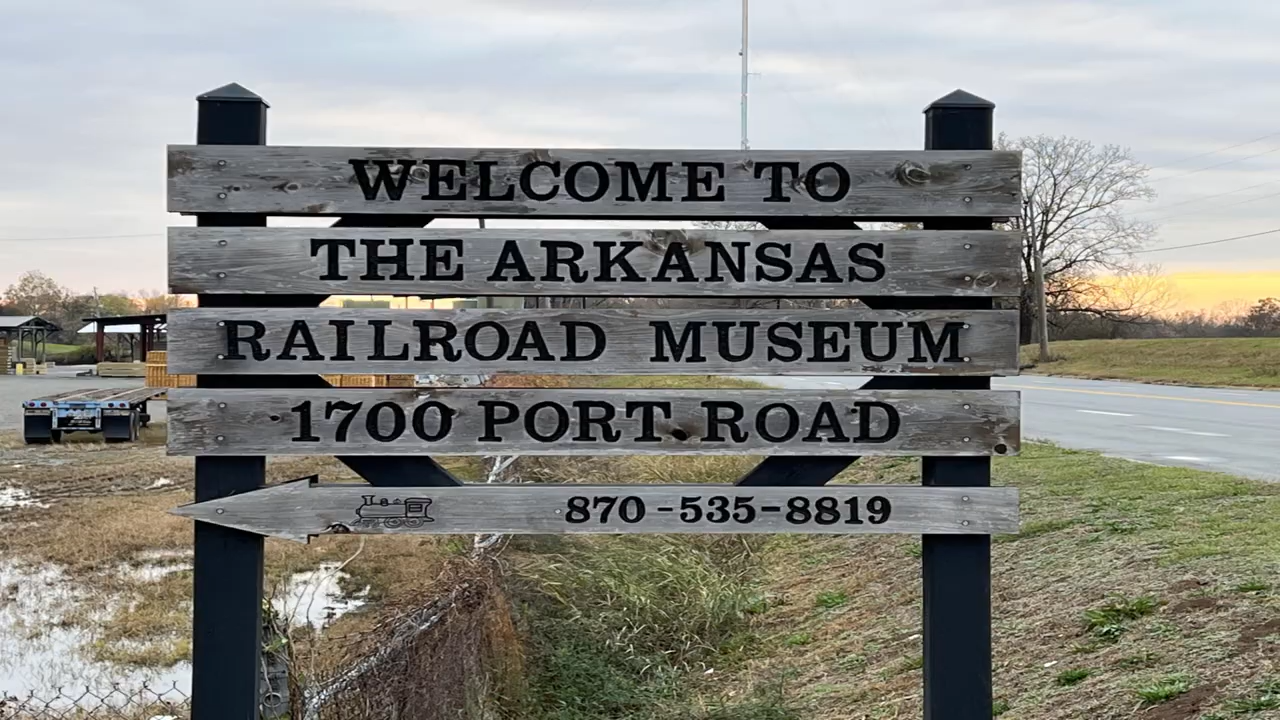 WELCOME TO
THE ARKANSAS
RAILROAD MUSEUM
1700 PORT ROAD
870-535-8819